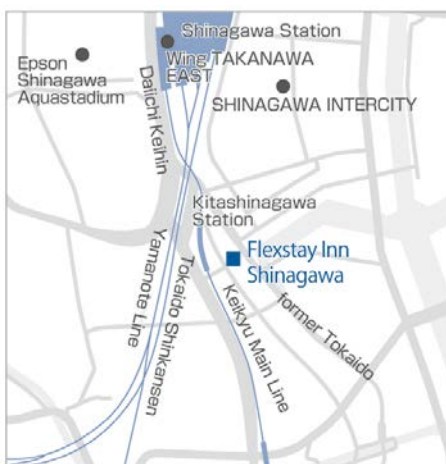 Shinagawa Station
Wing TAKANAWA
EAST
Epson
Shinagawa
Aquastadium
SHINAGAWA INTERCITY
Daiichi Keihin
Kitashinagawa
Station
Flexstay Inn
Shinagawa
Yamanote Line
Tokaido Shinkansen
Keikyu Main Line
former Tokaido